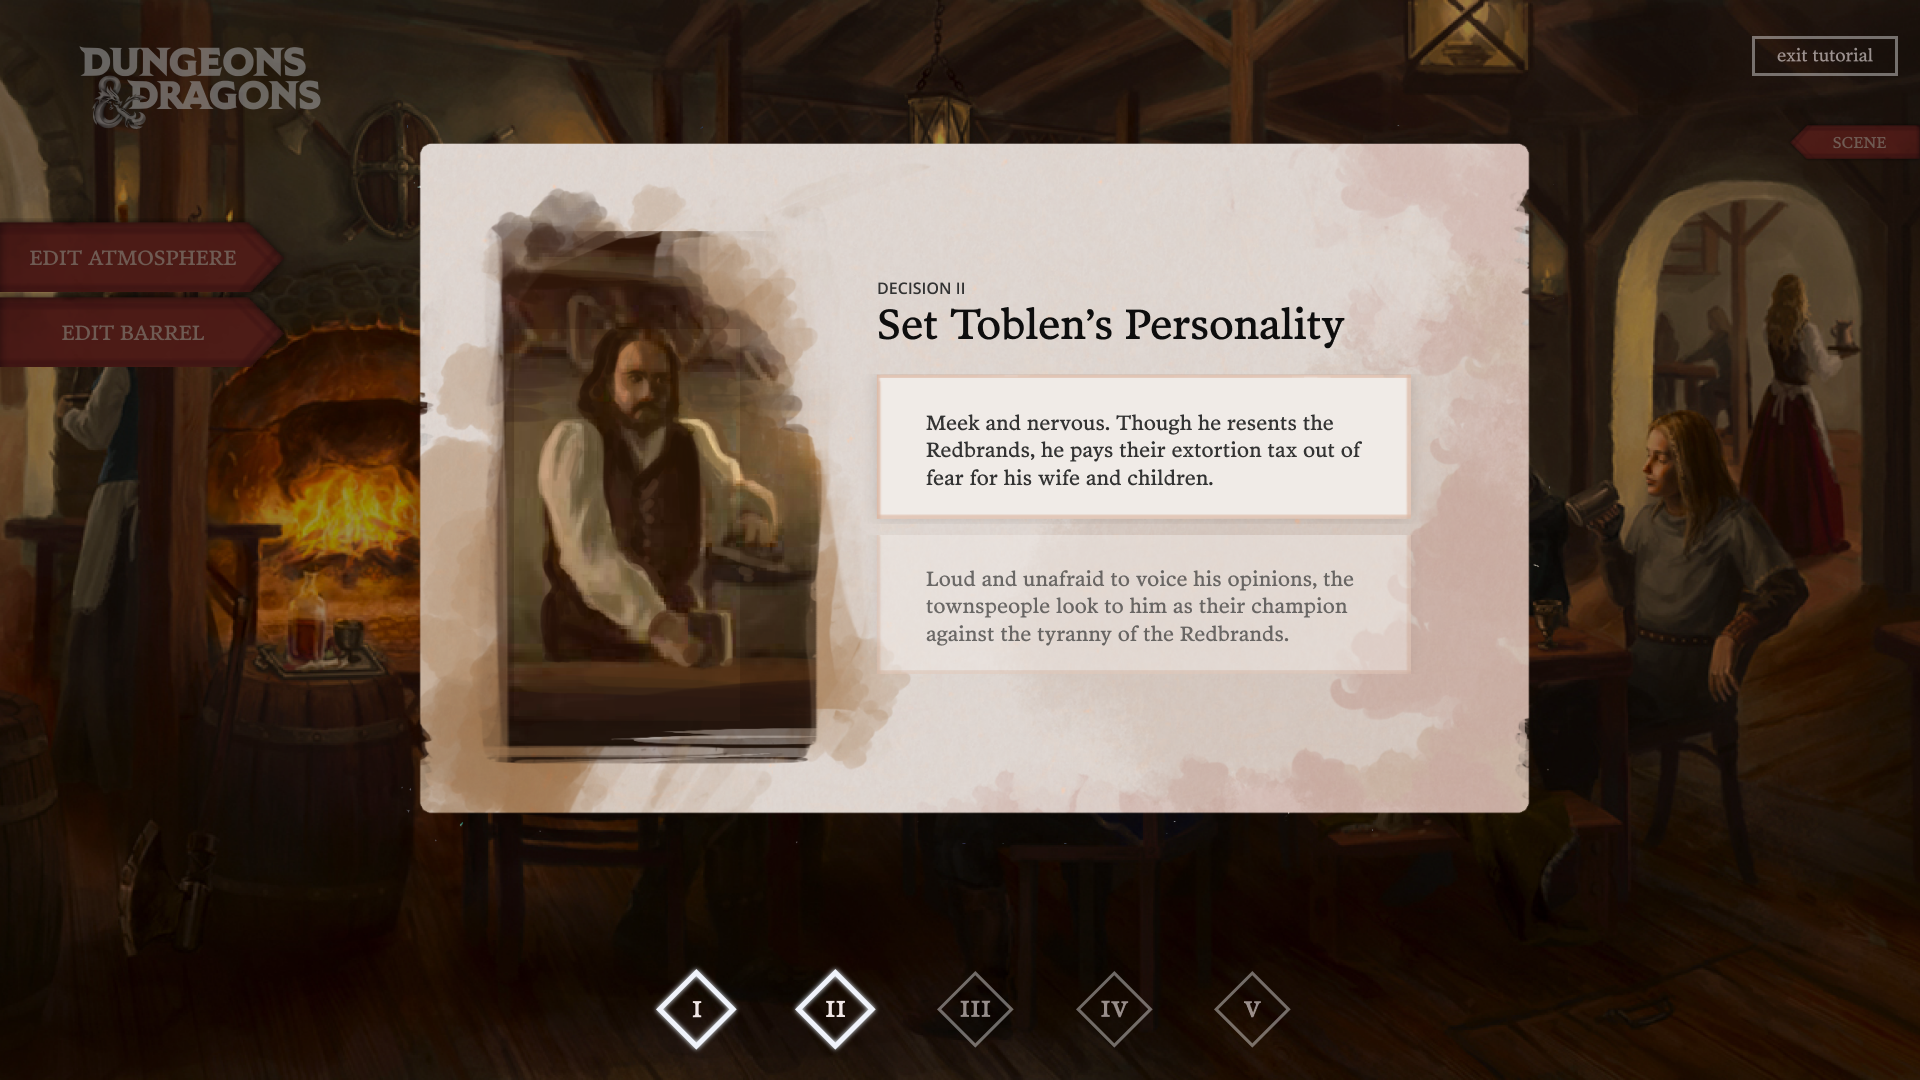 DUNGEONS
& DRAGONS
exit tutorial
SCENE
EDIT ATMOSPHERE
EDIT BARREL
DECISION II
Set Toblen’s Personality
Meek and nervous. Though he resents the
Redbrands, he pays their extortion tax out of
fear for his wife and children.
Loud and unafraid to voice his opinions, the
townspeople look to him as their champion
against the tyranny of the Redbrands.
I II III IV V